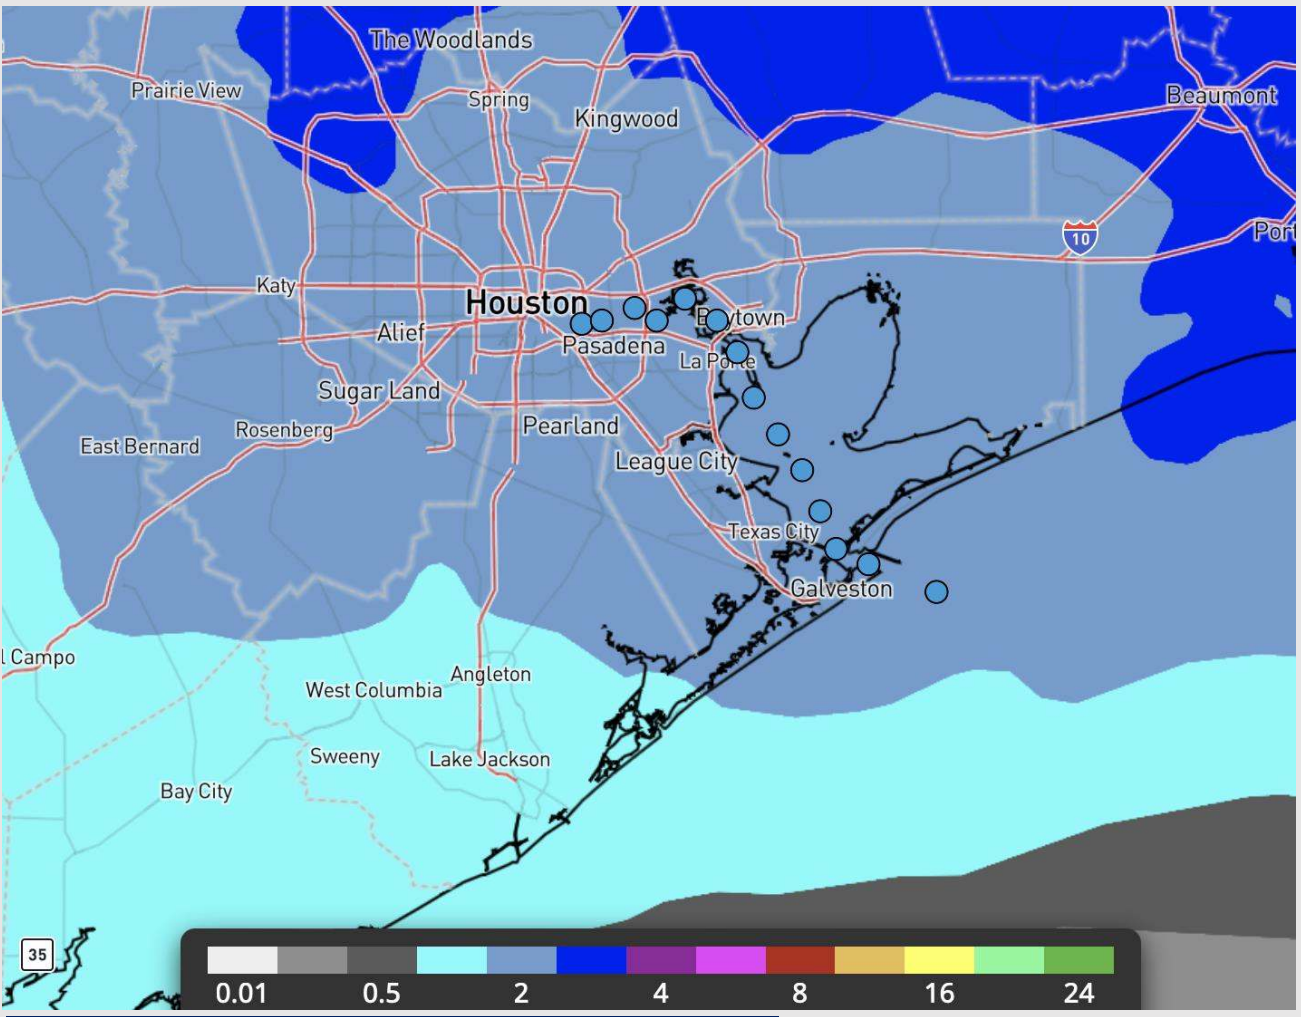 The Woodlands
Prairie View
Spring
Kingwood
Beaumont
Port
10
Katy
Houston
Alief
Pasadena
Baytown
La Porte
Sugar Land
Rosenberg
East Bernard
Pearland
League City
Texas City
Galveston
l Campo
Angleton
West Columbia
Sweeny
Lake Jackson
Bay City
35
0.01 0.5 2 4 8 16 24